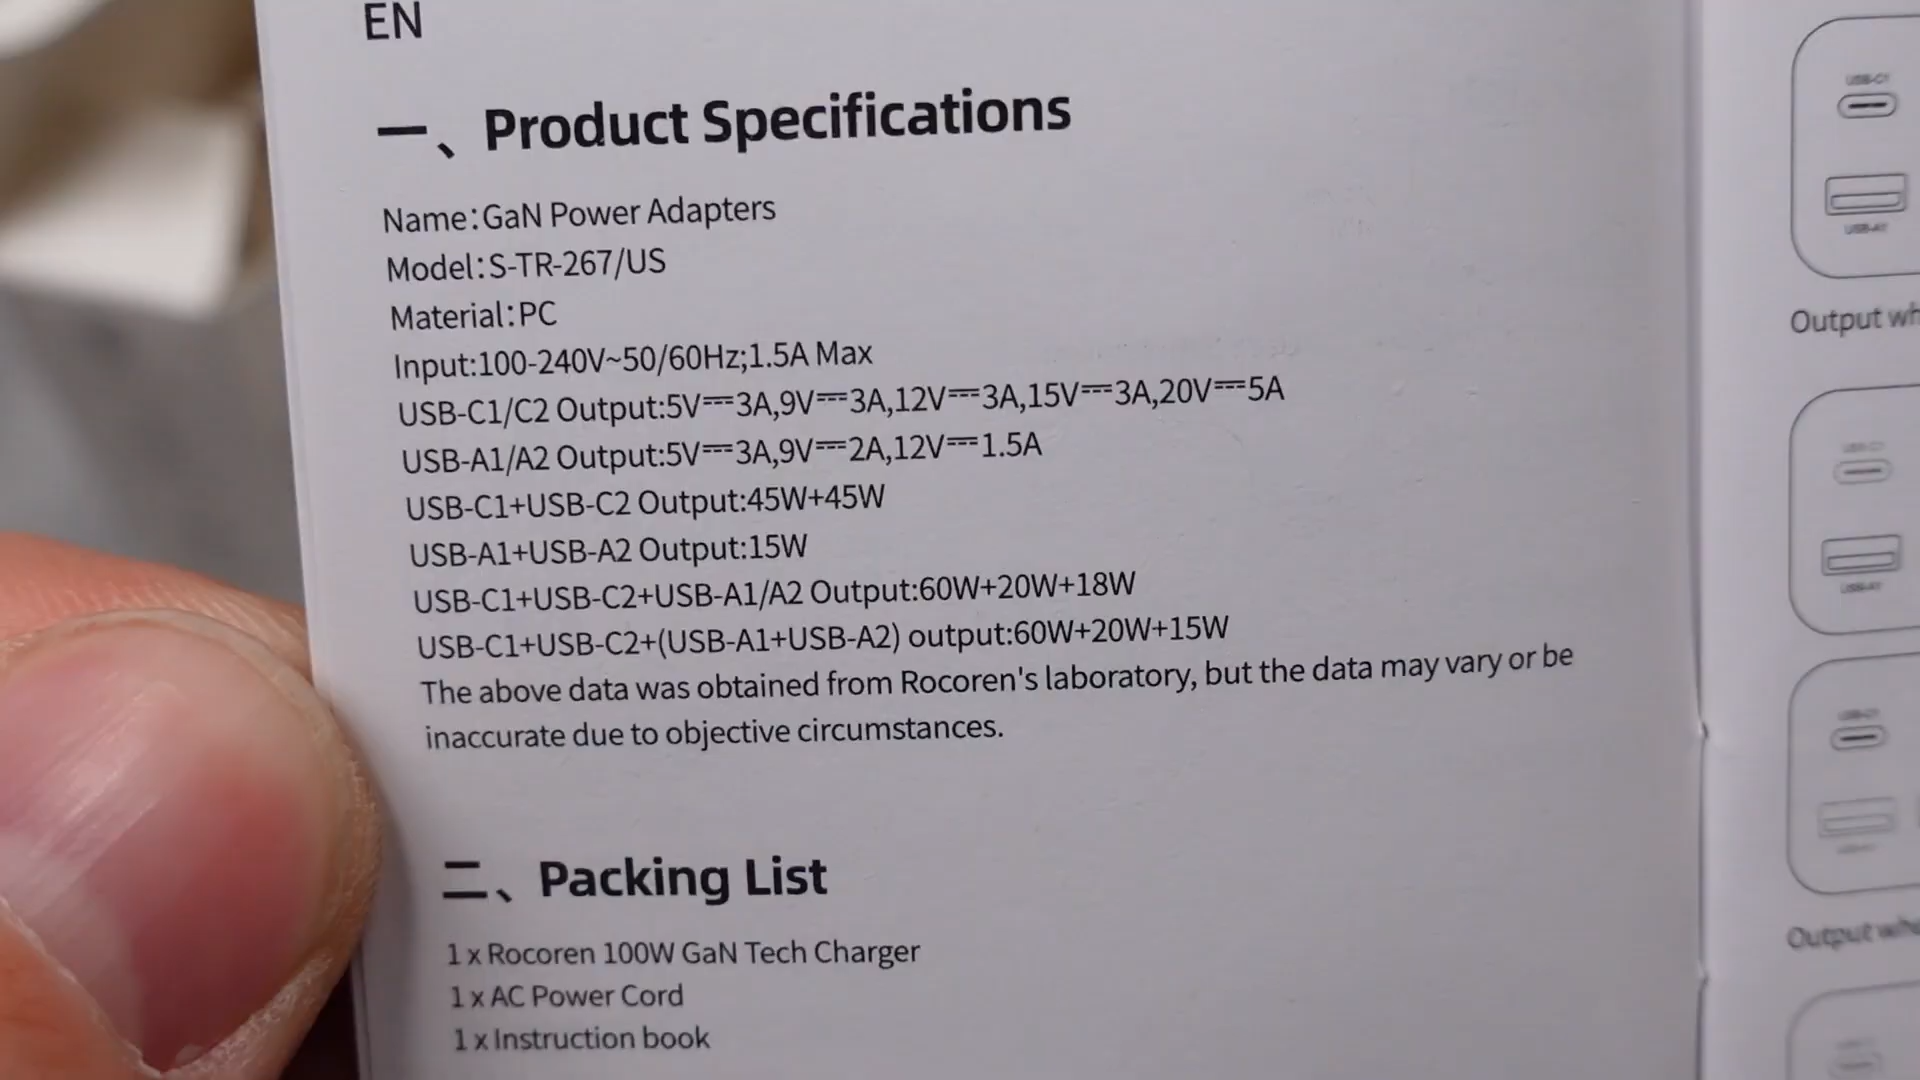 EN
一、Product Specifications
Name:GaN Power Adapters
Model:S-TR-267/US
Material:PC
Input:100-240V~50/60Hz;1.5A Max
USB-C1/C2 Output:5V⎓3A,9V⎓3A,12V⎓3A,15V⎓3A,20V⎓5A
USB-A1/A2 Output:5V⎓3A,9V⎓2A,12V⎓1.5A
USB-C1+USB-C2 Output:45W+45W
USB-A1+USB-A2 Output:15W
USB-C1+USB-C2+USB-A1/A2 Output:60W+20W+18W
USB-C1+USB-C2+(USB-A1+USB-A2) output:60W+20W+15W
The above data was obtained from Rocoren's laboratory, but the data may vary or be
inaccurate due to objective circumstances.
二、Packing List
1 x Rocoren 100W GaN Tech Charger
1 x AC Power Cord
1 x Instruction book
USB-C1
USB-A1
Output
USB-A1
Output